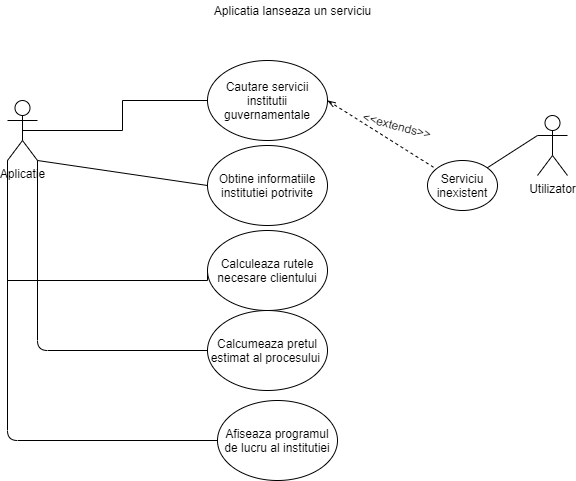 Aplicatia lanseaza un serviciu
Cautare servicii
institutii
guvernamentale
<<extends>>
Aplicatie
Obtine informatiile
institutiei potrivite
Serviciu
inexistent
Utilizator
Calculeaza rutele
necesare clientului
Calcumeaza pretul
estimat al procesului
Afiseaza programul
de lucru al institutiei